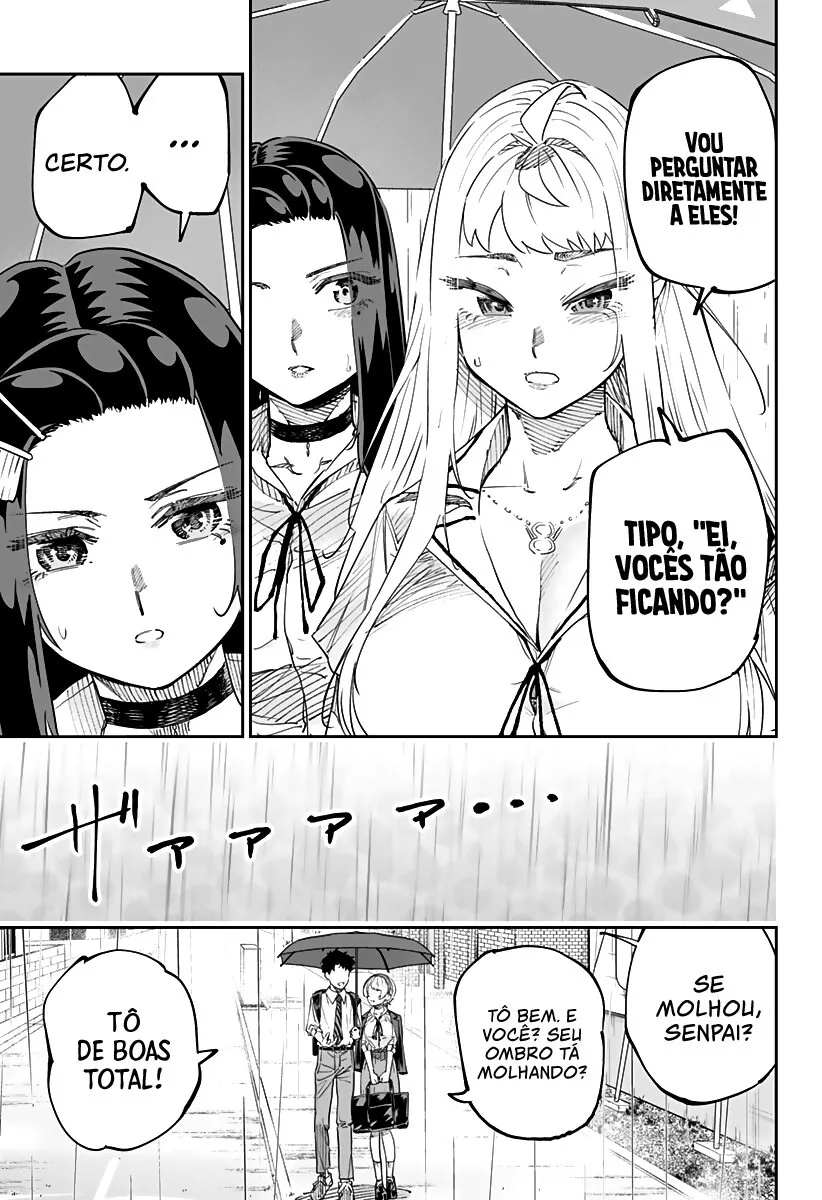 VOU
PERGUNTAR
DIRETAMENTE
A ELES!
TIPO, "EI,
VOCÊS TÃO
FICANDO?"
...
CERTO.
ザァァァァ...
SE
MOLHOU,
SENPAI?
TÔ BEM. E
VOCÊ? SEU
OMBRO TÁ
MOLHANDO?
TÔ
DE BOAS
TOTAL!